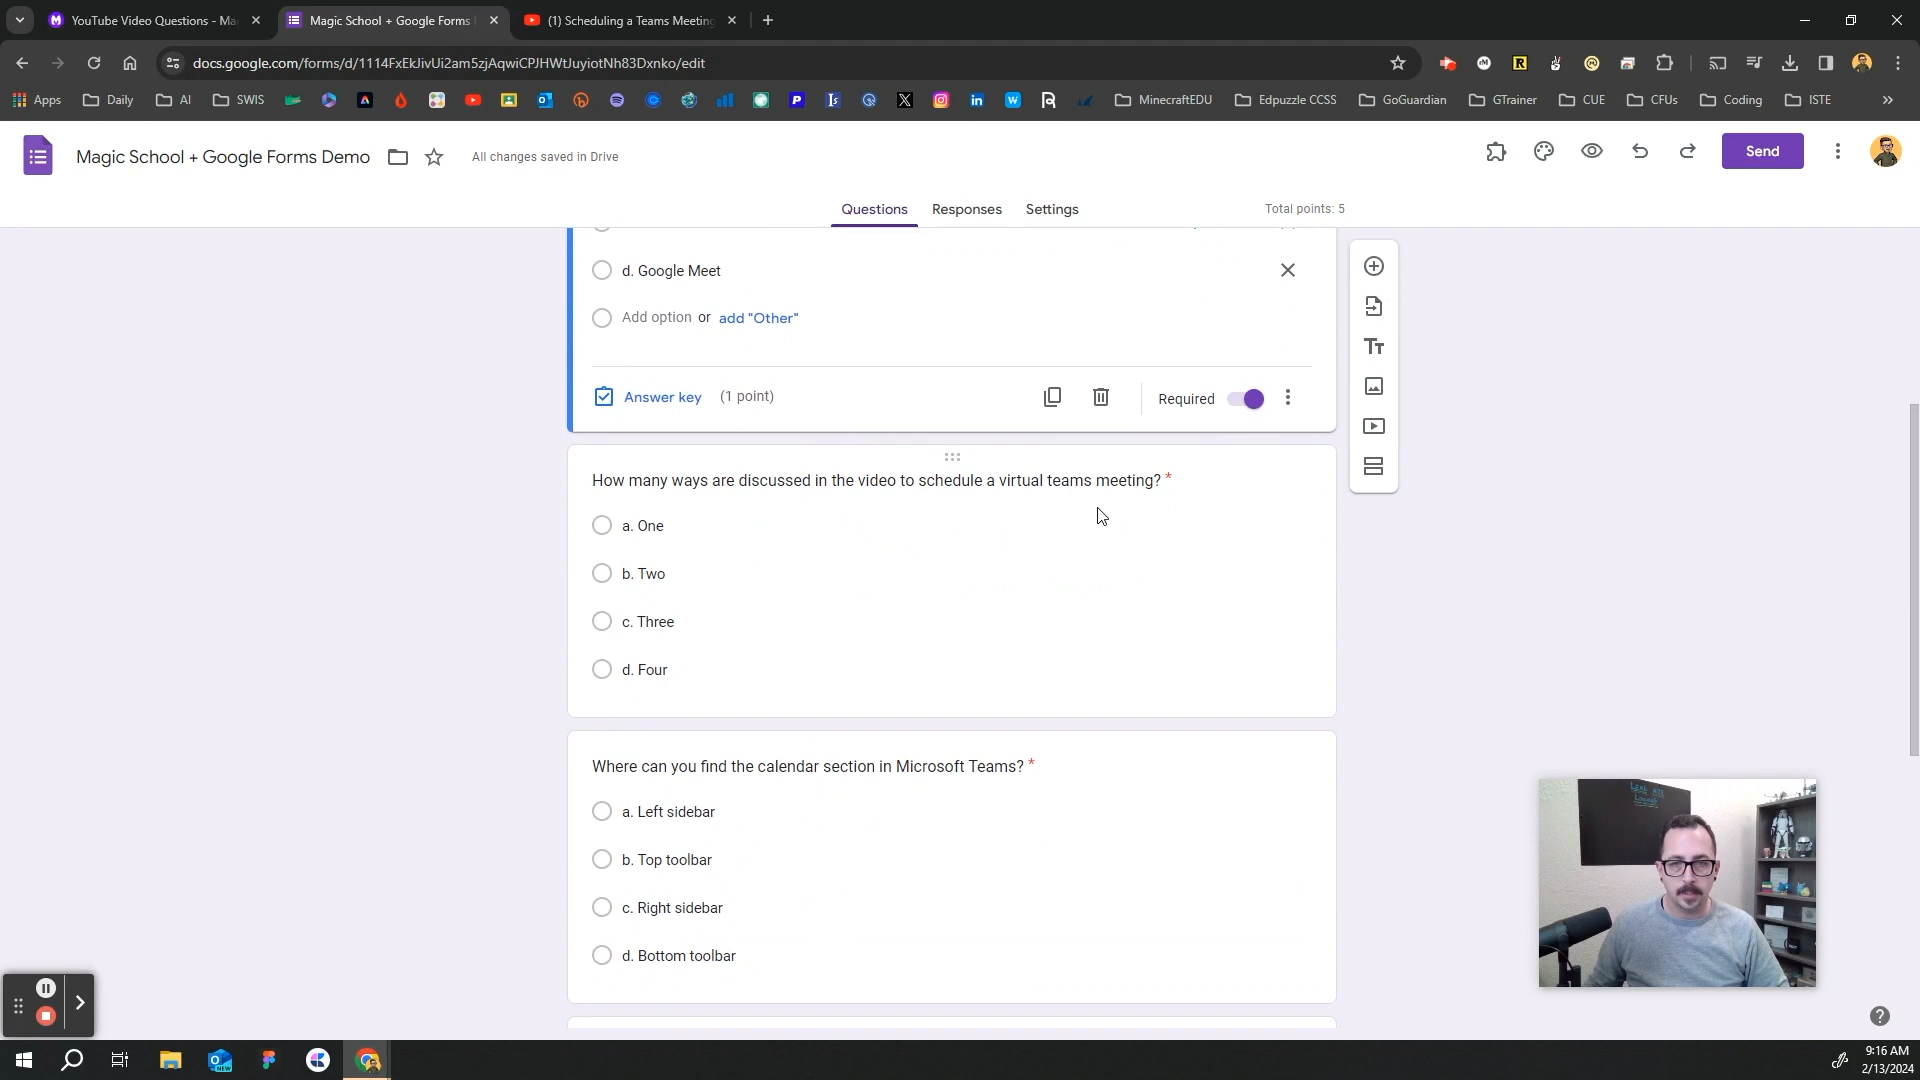 YouTube Video Questions - Ma
Magic School + Google Forms
(1) Scheduling a Teams Meeting
docs.google.com/forms/d/1114FxEkJivUi2am5zjAqwiCPJHWtJuyiotNh83Dxnko/edit
Apps
Daily
AI
SWIS
MinecraftEDU
Edpuzzle CCSS
GoGuardian
GTrainer
CUE
CFUs
Coding
ISTE
Magic School + Google Forms Demo
All changes saved in Drive
Send
Questions
Responses
Settings
Total points: 5
d. Google Meet
Add option or add "Other"
Answer key (1 point)
Required
How many ways are discussed in the video to schedule a virtual teams meeting? *
a. One
b. Two
c. Three
d. Four
Where can you find the calendar section in Microsoft Teams? *
a. Left sidebar
b. Top toolbar
c. Right sidebar
d. Bottom toolbar
9:16 AM
2/13/2024